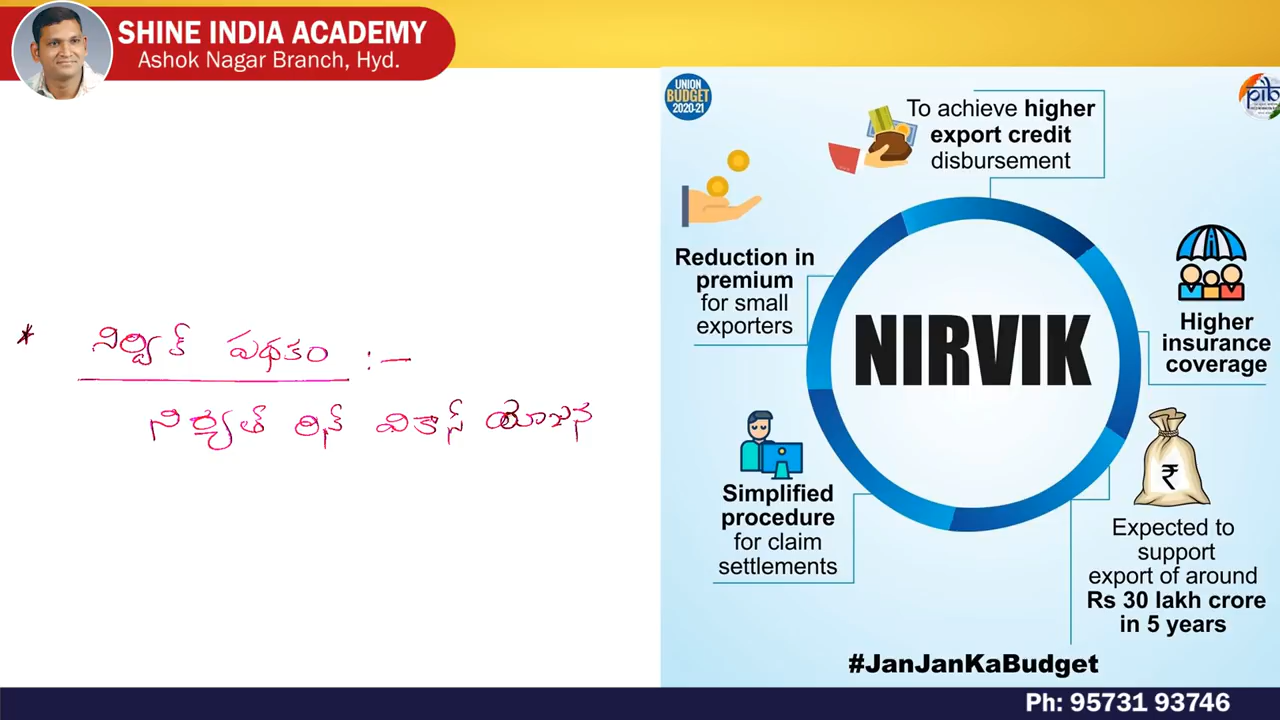 SHINE INDIA ACADEMY
Ashok Nagar Branch, Hyd.
* నిర్విక్ పథకం :-
నిర్యత్ రిన్ వికాస్ యోజన
UNION
BUDGET
2020-21
pib
To achieve higher
export credit
disbursement
Reduction in
premium
for small
exporters
NIRVIK
Higher
insurance
coverage
Simplified
procedure
for claim
settlements
₹
Expected to
support
export of around
Rs 30 lakh crore
in 5 years
#JanJanKaBudget
Ph: 95731 93746